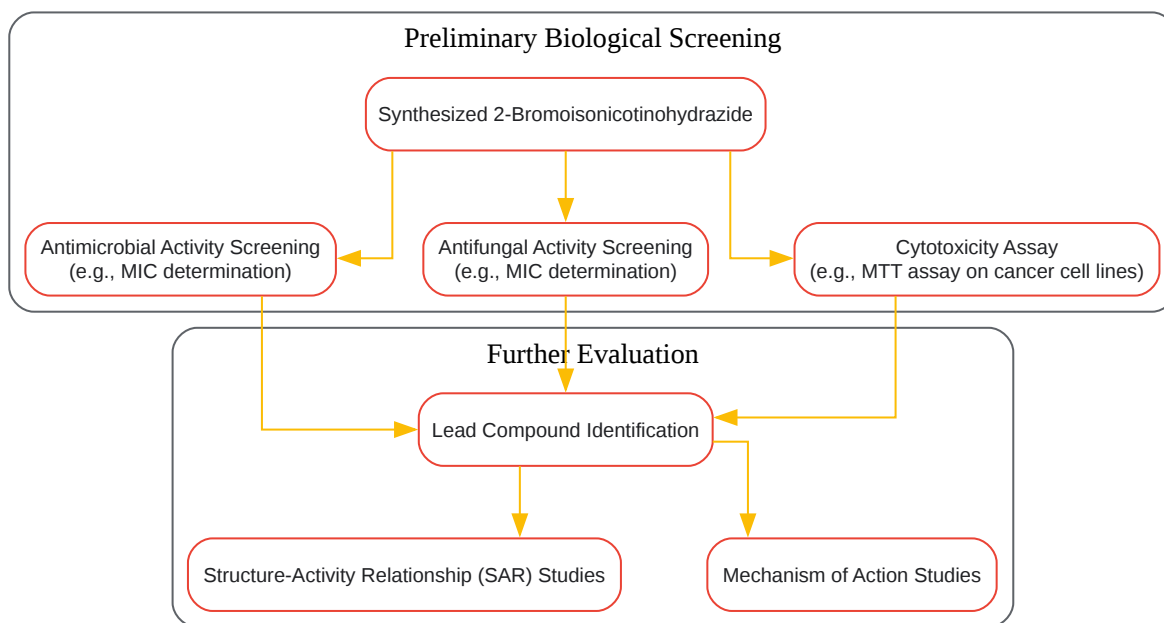 Preliminary Biological Screening
Synthesized 2-Bromoisonicotinohydrazide
Antimicrobial Activity Screening
(e.g., MIC determination)
Antifungal Activity Screening
(e.g., MIC determination)
Cytotoxicity Assay
(e.g., MTT assay on cancer cell lines)
Further Evaluation
Lead Compound Identification
Structure-Activity Relationship (SAR) Studies
Mechanism of Action Studies